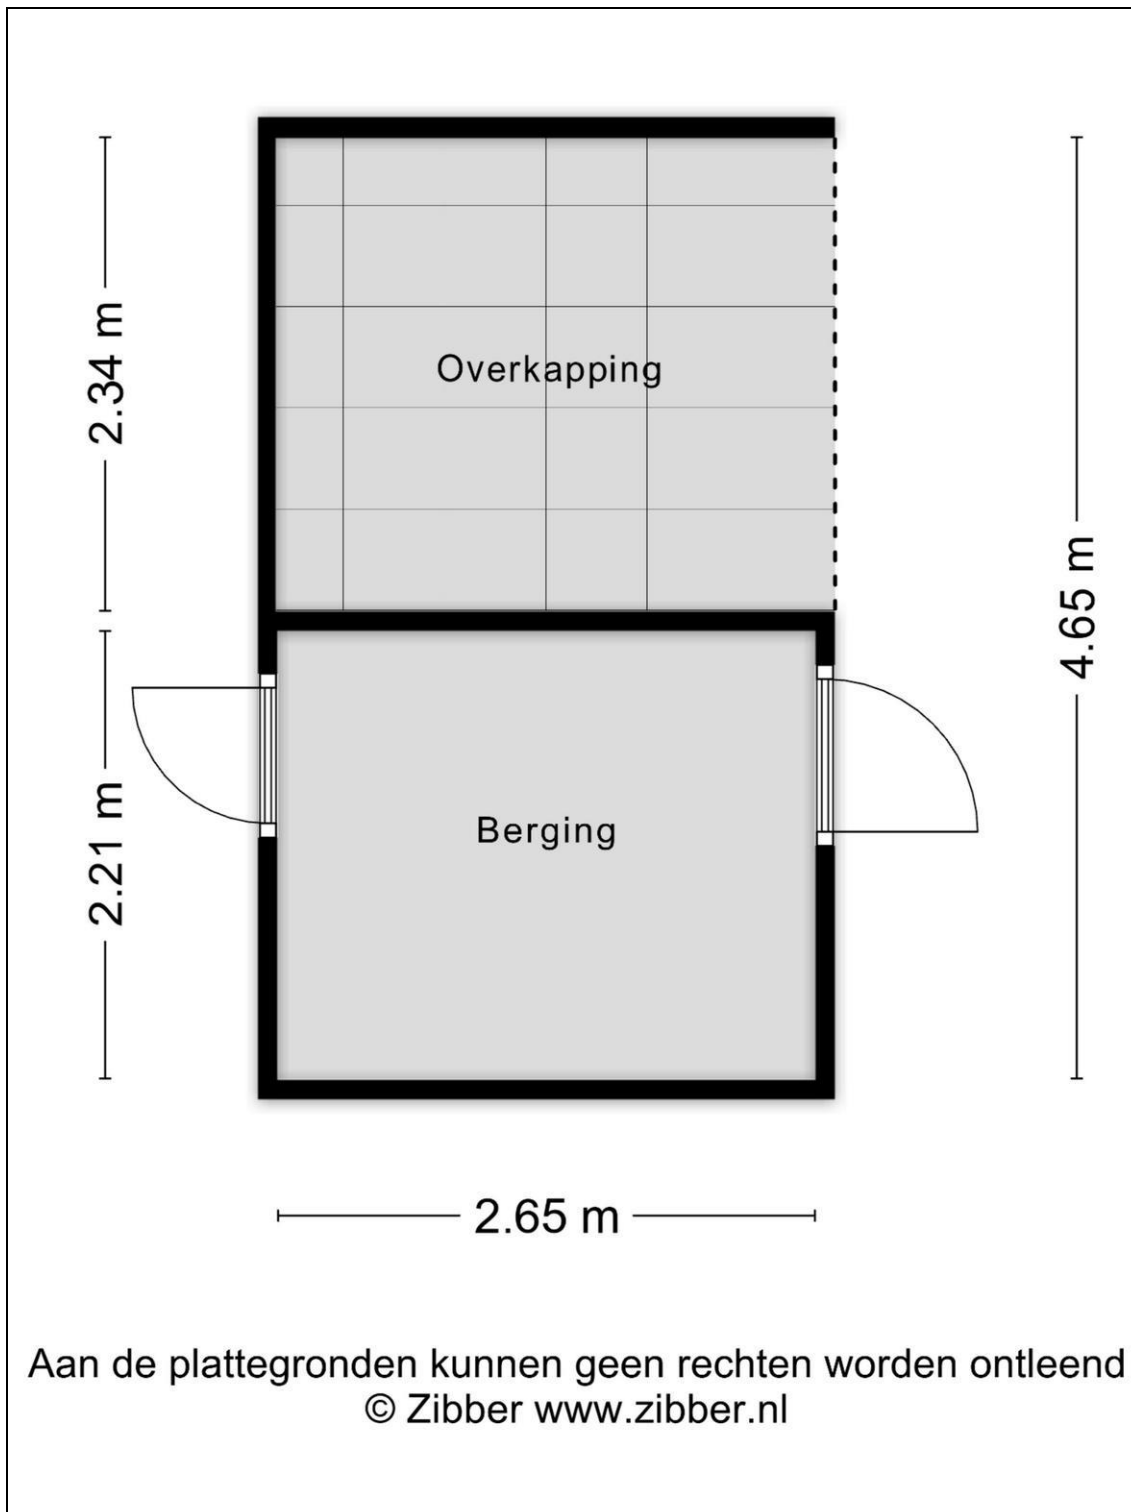 2.34 m
Overkapping
4.65 m
2.21 m
Berging
2.65 m
Aan de plattegronden kunnen geen rechten worden ontleend
© Zibber www.zibber.nl